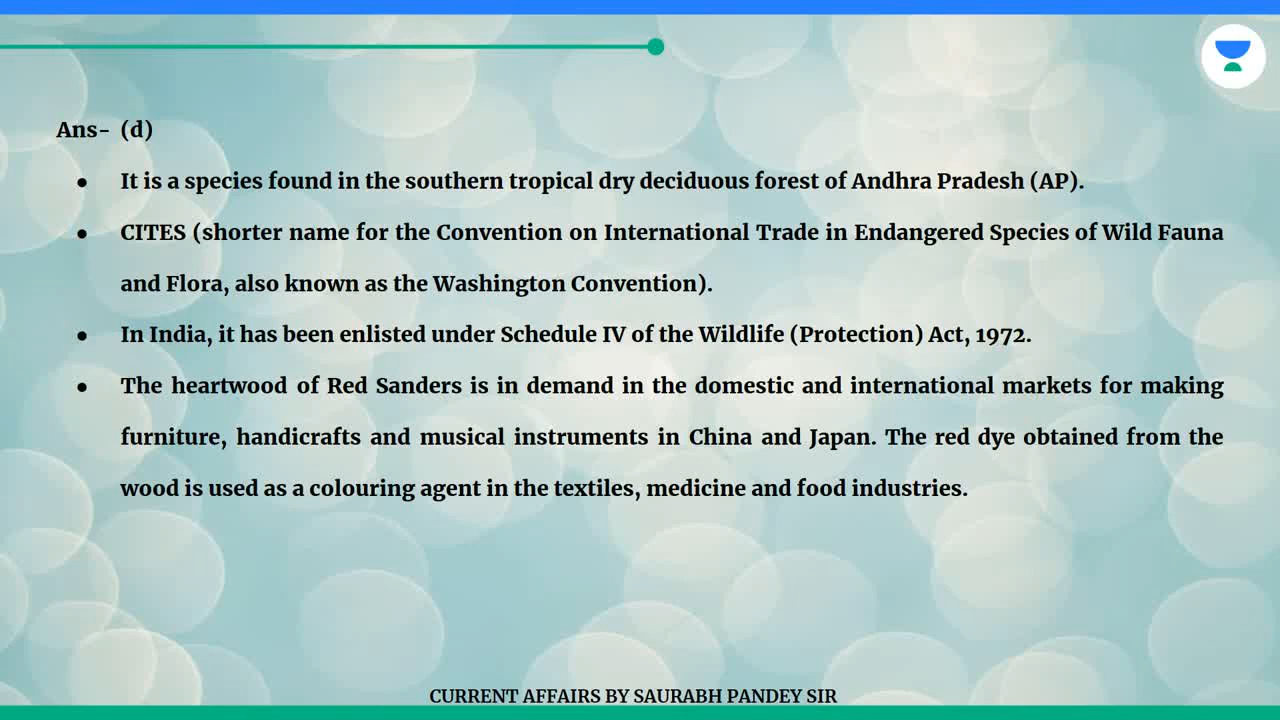 Ans- (d)
● It is a species found in the southern tropical dry deciduous forest of Andhra Pradesh (AP).
● CITES (shorter name for the Convention on International Trade in Endangered Species of Wild Fauna
and Flora, also known as the Washington Convention).
● In India, it has been enlisted under Schedule IV of the Wildlife (Protection) Act, 1972.
● The heartwood of Red Sanders is in demand in the domestic and international markets for making
furniture, handicrafts and musical instruments in China and Japan. The red dye obtained from the
wood is used as a colouring agent in the textiles, medicine and food industries.
CURRENT AFFAIRS BY SAURABH PANDEY SIR